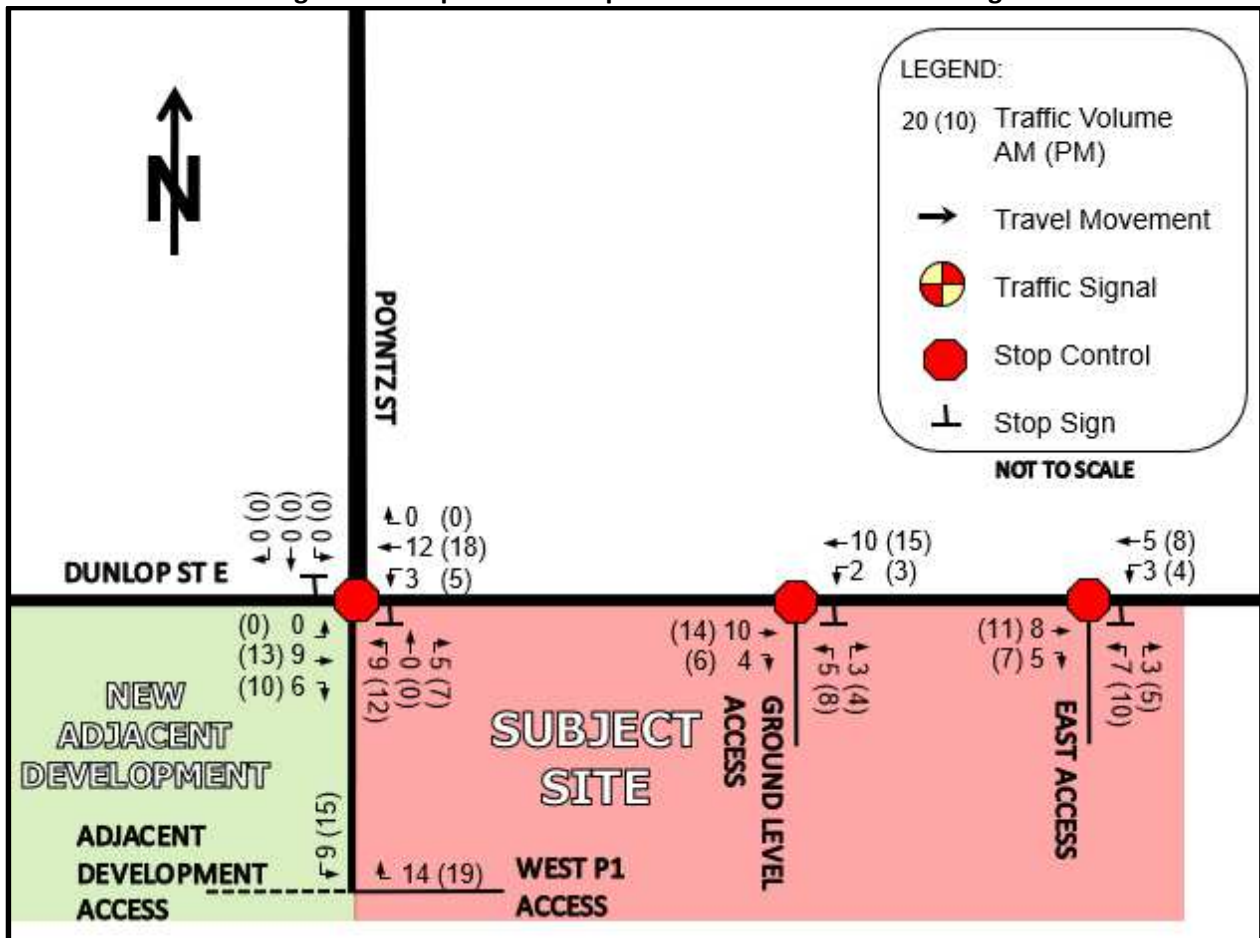 LEGEND:
20 (10) Traffic Volume
AM (PM)
Travel Movement
Traffic Signal
Stop Control
Stop Sign
NOT TO SCALE
N
POYNTZ ST
DUNLOP ST E
0 (0)
0 (0)
0 (0)
0 (0)
12 (18)
3 (5)
(0) 0
(13) 9
(10) 6
9 (12)
0 (0)
5 (7)
10 (15)
2 (3)
(14) 10
(6) 4
5 (8)
3 (4)
5 (8)
3 (4)
(11) 8
(7) 5
7 (10)
3 (5)
GROUND LEVEL
ACCESS
EAST ACCESS
NEW
ADJACENT
DEVELOPMENT
SUBJECT
SITE
ADJACENT
DEVELOPMENT
ACCESS
9 (15)
14 (19)
WEST P1
ACCESS